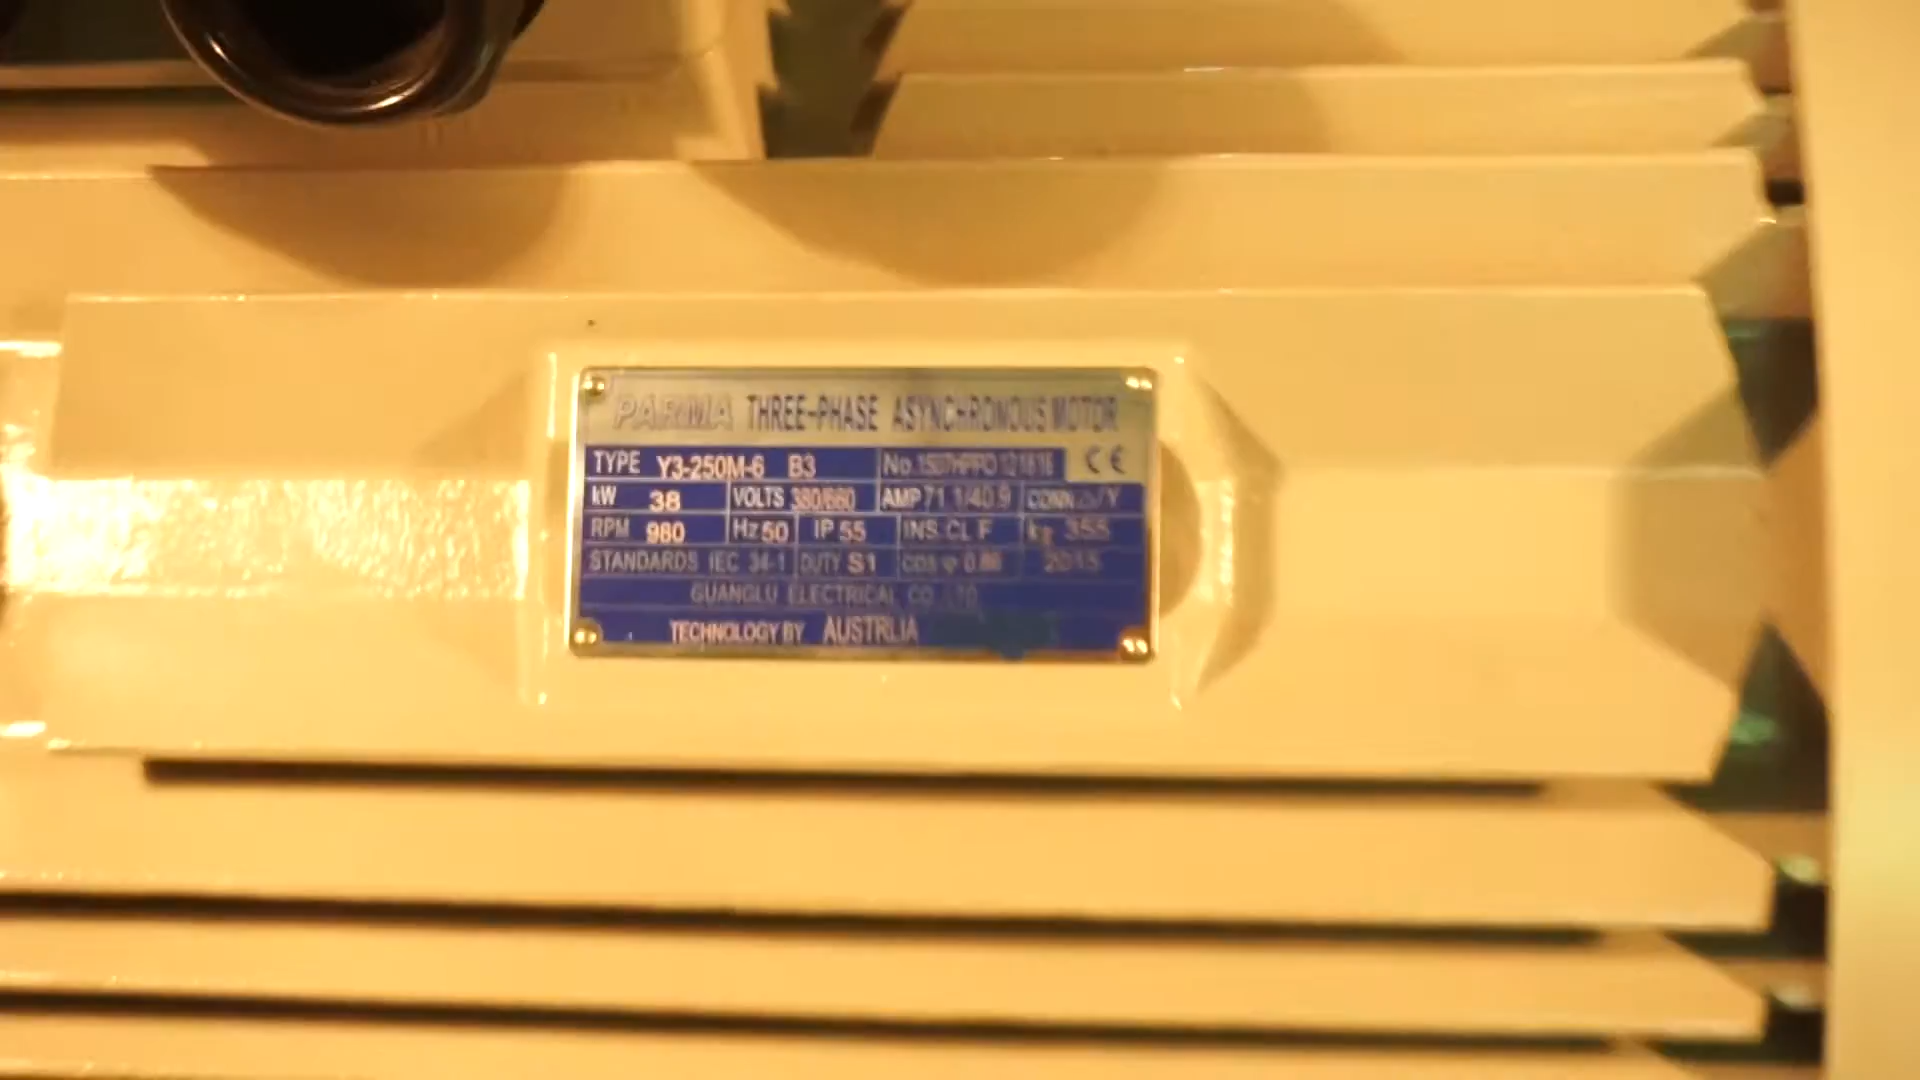 PARMA THREE-PHASE ASYNCHRONOUS MOTOR
TYPE Y3-250M-6 B3 No. CE
kW 38 VOLTS 380/660 AMP 71.1/40.9 CONN △/Y
RPM 980 Hz 50 IP 55 INS.CL F kg 355
STANDARDS IEC 34-1 DUTY S1 COS φ 2015
GUANGLU ELECTRICAL CO.,LTD
TECHNOLOGY BY AUSTRLIA